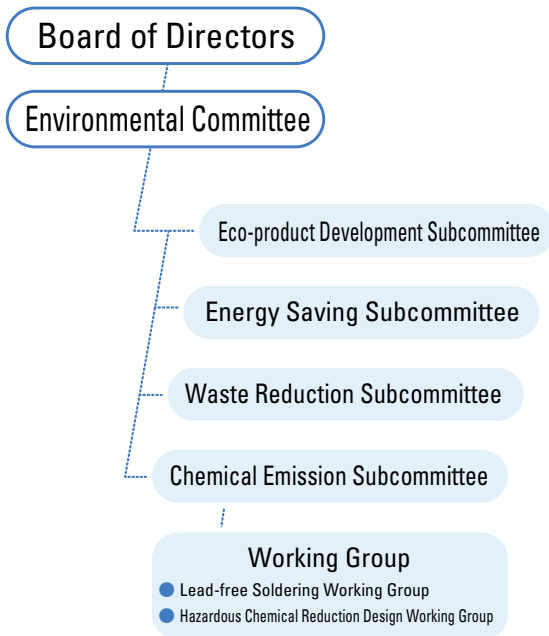 Board of Directors
Environmental Committee
Eco-product Development Subcommittee
Energy Saving Subcommittee
Waste Reduction Subcommittee
Chemical Emission Subcommittee
Working Group
Lead-free Soldering Working Group
Hazardous Chemical Reduction Design Working Group